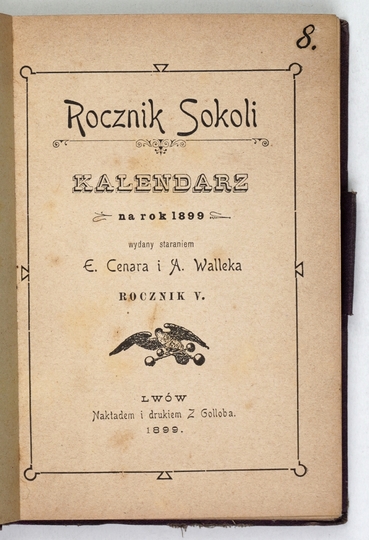 8.
Rocznik Sokoli
KALENDARZ
na rok 1899
wydany staraniem
E. Cenara i A. Walleka
ROCZNIK V.
LWÓW
Nakładem i drukiem Z Golloba.
1899.